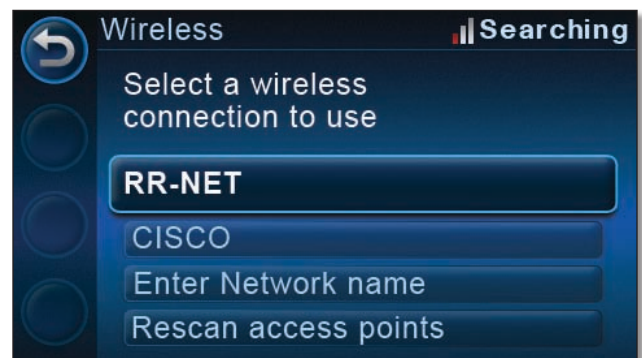 Wireless
Searching
Select a wireless
connection to use
RR-NET
CISCO
Enter Network name
Rescan access points